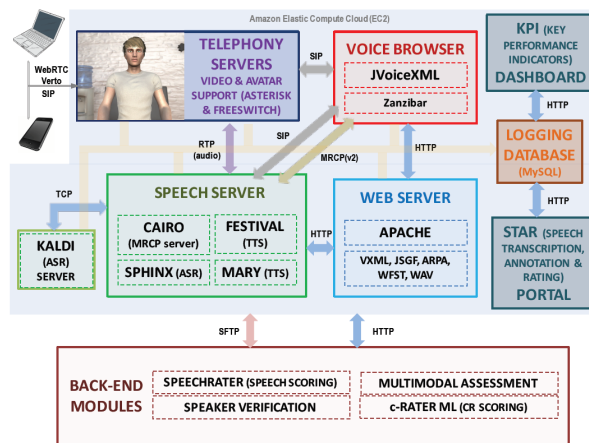 Amazon Elastic Compute Cloud (EC2)
WebRTC
Verto
SIP
TELEPHONY
SERVERS
VIDEO & AVATAR
SUPPORT (ASTERISK
& FREESWITCH)
SIP
VOICE BROWSER
JVoiceXML
Zanzibar
KPI (KEY
PERFORMANCE
INDICATORS)
DASHBOARD
HTTP
RTP
(audio)
SIP
MRCP(v2)
HTTP
LOGGING
DATABASE
(MySQL)
HTTP
TCP
KALDI
(ASR)
SERVER
SPEECH SERVER
CAIRO
(MRCP server)
FESTIVAL
(TTS)
SPHINX (ASR)
MARY (TTS)
HTTP
WEB SERVER
APACHE
VXML, JSGF, ARPA,
WFST, WAV
STAR (SPEECH
TRANSCRIPTION,
ANNOTATION &
RATING)
PORTAL
SFTP
HTTP
BACK-END
MODULES
SPEECHRATER (SPEECH SCORING)
SPEAKER VERIFICATION
MULTIMODAL ASSESSMENT
c-RATER ML (CR SCORING)